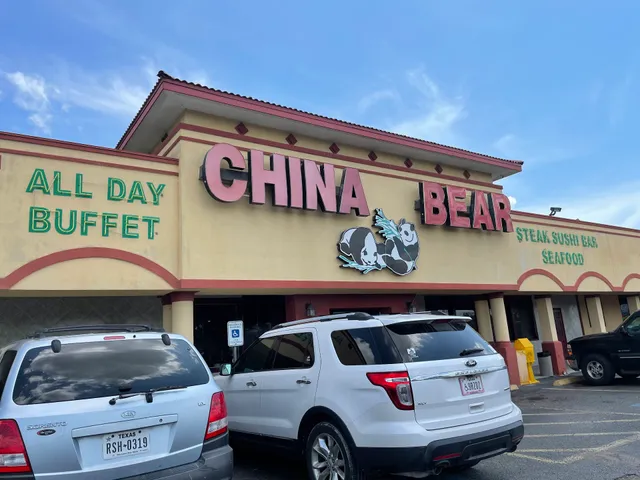 ALL DAY
BUFFET
CHINA BEAR
STEAK SUSHI BAR
SEAFOOD
TEXAS
RSH★0319